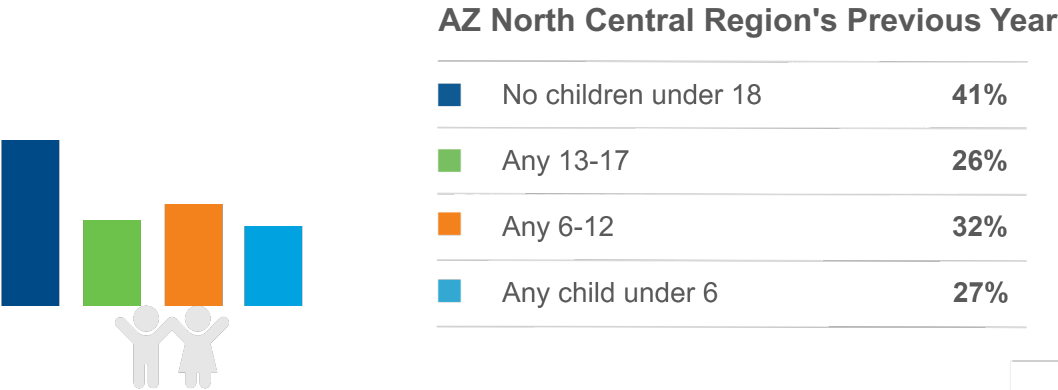 AZ North Central Region's Previous Year
No children under 18 41%
Any 13-17 26%
Any 6-12 32%
Any child under 6 27%